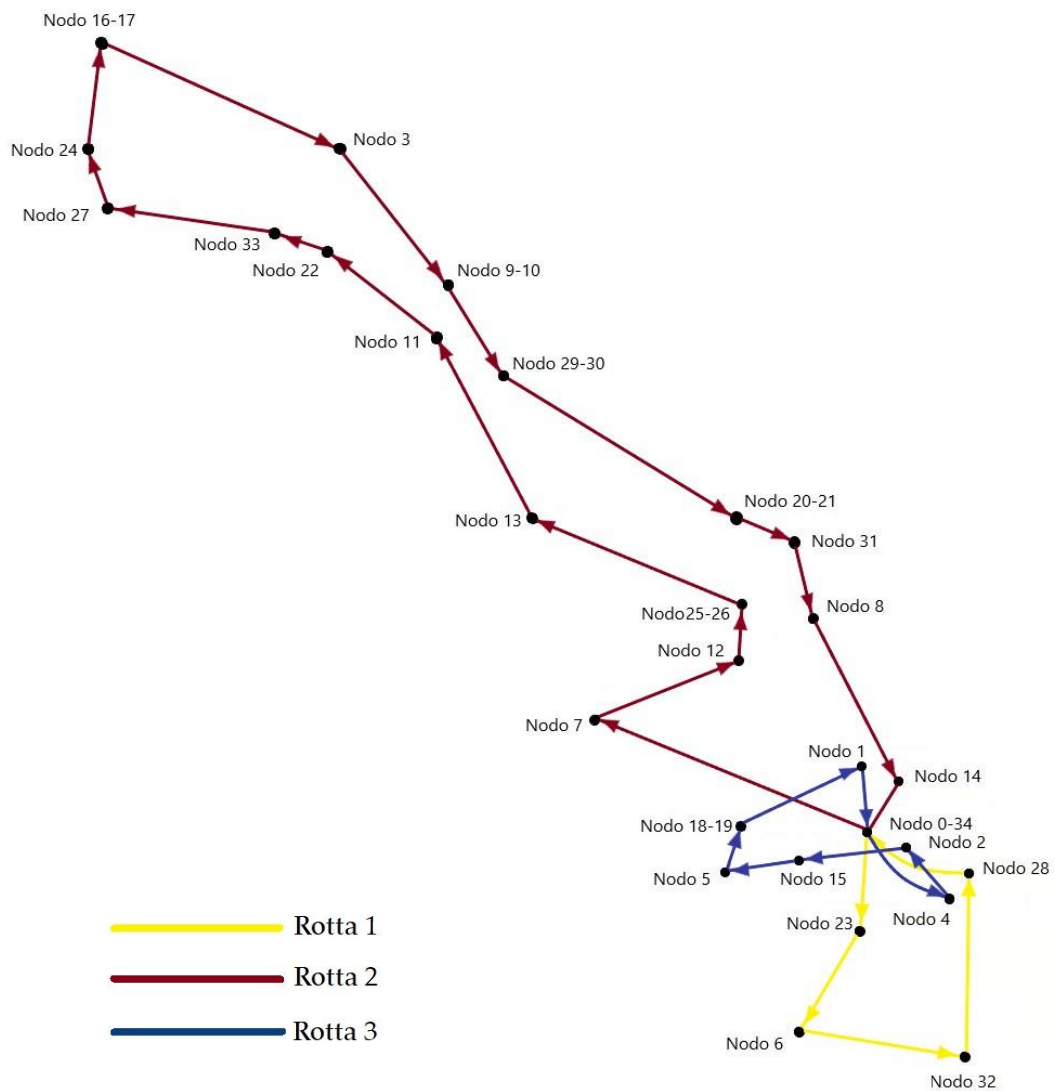 Nodo 16-17
Nodo 3
Nodo 24
Nodo 27
Nodo 33
Nodo 22
Nodo 9-10
Nodo 11
Nodo 29-30
Nodo 20-21
Nodo 13
Nodo 31
Nodo25-26
Nodo 8
Nodo 12
Nodo 7
Nodo 1
Nodo 14
Nodo 18-19
Nodo 0-34
Nodo 2
Nodo 5
Nodo 15
Nodo 28
Nodo 4
Nodo 23
Rotta 1
Rotta 2
Rotta 3
Nodo 6
Nodo 32